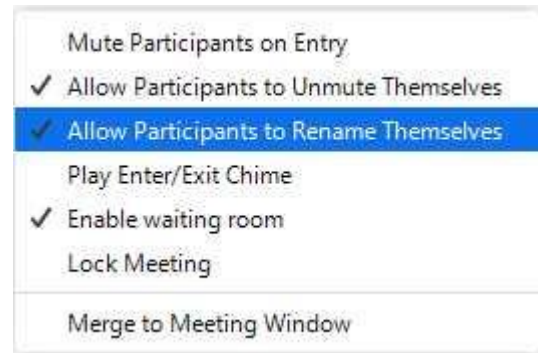 Mute Participants on Entry
Allow Participants to Unmute Themselves
Allow Participants to Rename Themselves
Play Enter/Exit Chime
Enable waiting room
Lock Meeting
Merge to Meeting Window